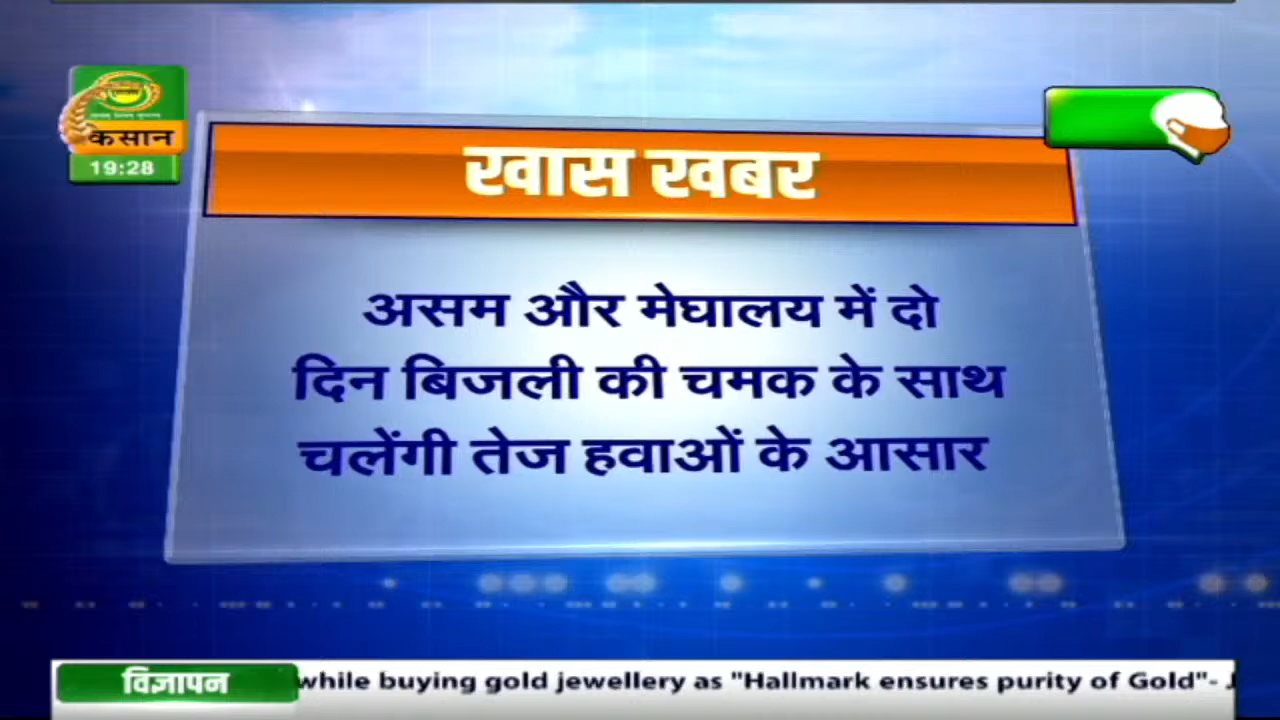 कसान
19:28
खास खबर
असम और मेघालय में दो
दिन बिजली की चमक के साथ
चलेंगी तेज हवाओं के आसार
विज्ञापन
while buying gold jewellery as "Hallmark ensures purity of Gold"-